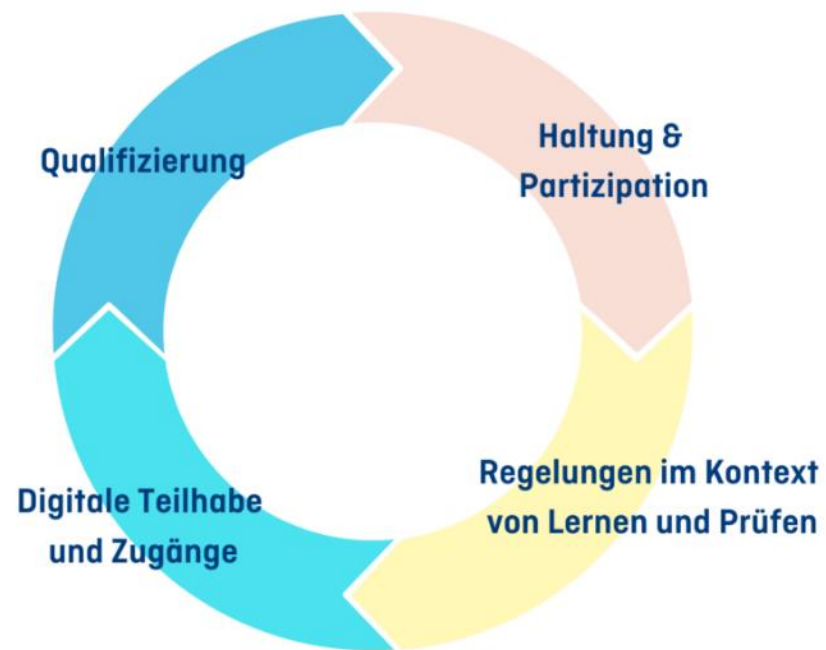 Qualifizierung
Haltung &
Partizipation
Regelungen im Kontext
von Lernen und Prüfen
Digitale Teilhabe
und Zugänge